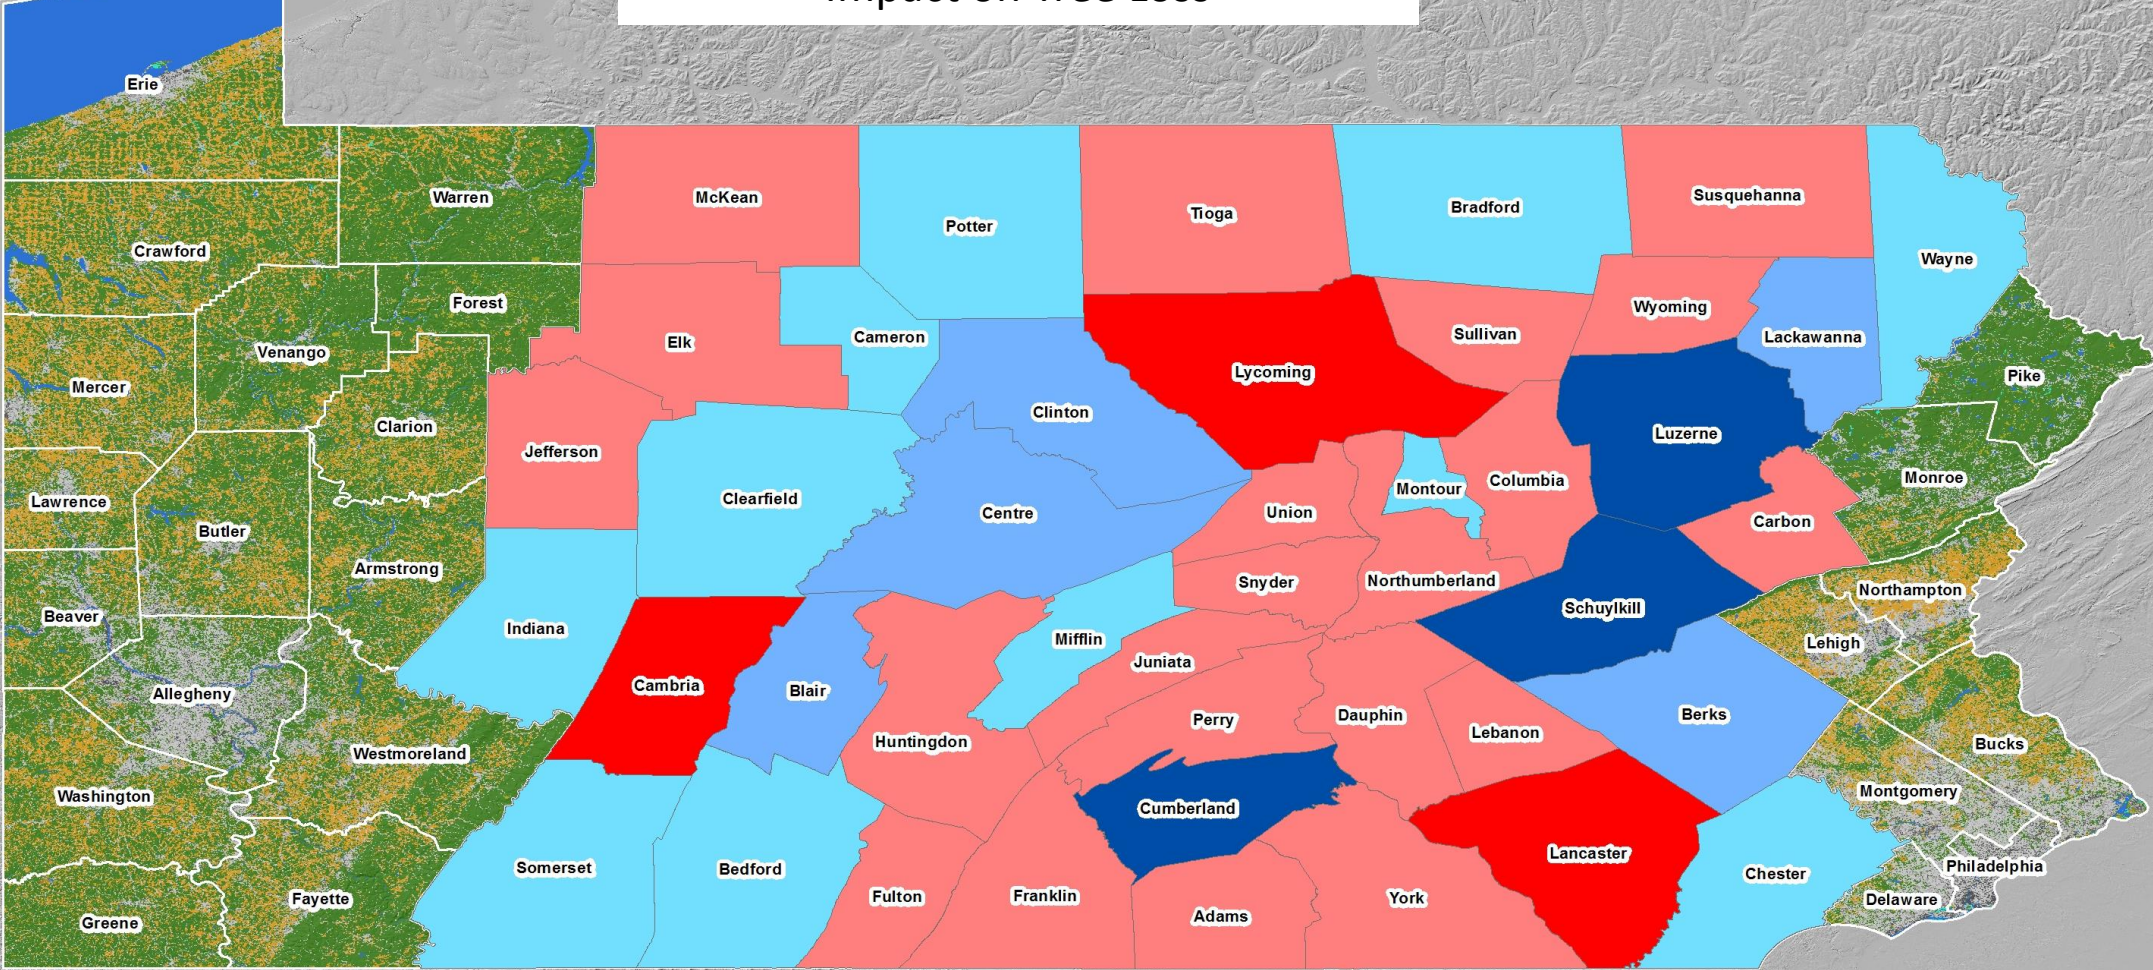 Erie
Warren
McKean
Potter
Tioga
Bradford
Susquehanna
Wayne
Crawford
Forest
Venango
Elk
Cameron
Lycoming
Sullivan
Wyoming
Lackawanna
Pike
Mercer
Clarion
Jefferson
Clinton
Clearfield
Centre
Union
Montour
Columbia
Luzerne
Carbon
Monroe
Lawrence
Butler
Armstrong
Beaver
Indiana
Mifflin
Snyder
Northumberland
Schuylkill
Northampton
Lehigh
Allegheny
Cambria
Blair
Juniata
Huntingdon
Perry
Dauphin
Lebanon
Berks
Bucks
Westmoreland
Washington
Cumberland
Montgomery
Somerset
Bedford
Lancaster
Chester
Philadelphia
Delaware
Greene
Fayette
Fulton
Franklin
Adams
York